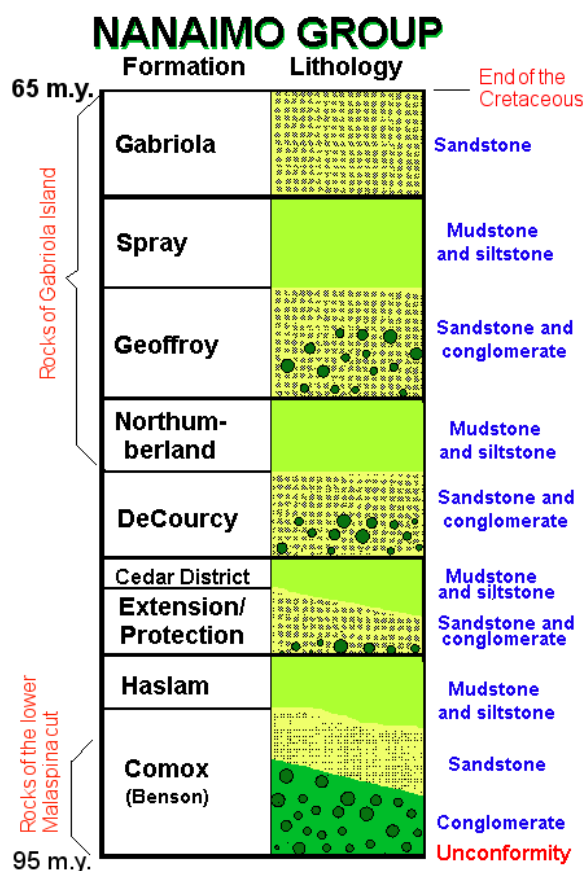 NANAIMO GROUP
Formation Lithology
65 m.y.
End of the
Cretaceous
Gabriola
Sandstone
Rocks of Gabriola Island
Spray
Mudstone
and siltstone
Geoffroy
Sandstone and
conglomerate
Northum-
berland
Mudstone
and siltstone
DeCourcy
Sandstone and
conglomerate
Cedar District
Mudstone
and siltstone
Extension/
Protection
Sandstone and
conglomerate
Haslam
Mudstone
and siltstone
Rocks of the lower
Malaspina cut
Comox
(Benson)
Sandstone
Conglomerate
Unconformity
95 m.y.